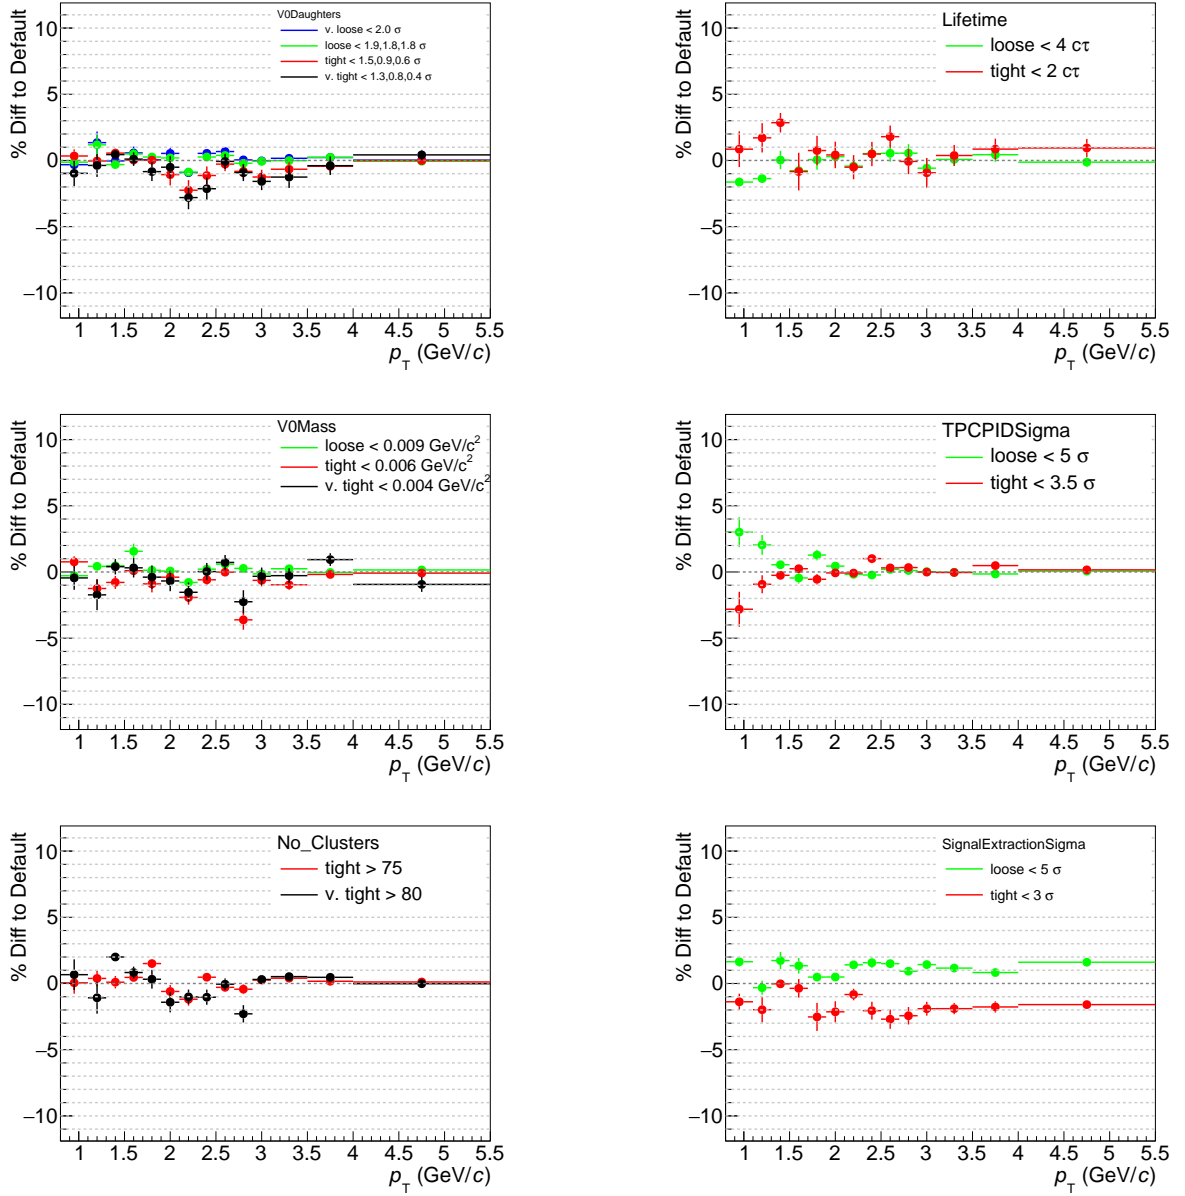 V0Daughters
v. loose < 2.0 σ
loose < 1.9,1.8,1.8 σ
tight < 1.5,0.9,0.6 σ
v. tight < 1.3,0.8,0.4 σ
% Diff to Default
10
5
0
−5
−10
1 1.5 2 2.5 3 3.5 4 4.5 5 5.5
p_T (GeV/c)
Lifetime
loose < 4 cτ
tight < 2 cτ
% Diff to Default
10
5
0
−5
−10
1 1.5 2 2.5 3 3.5 4 4.5 5 5.5
p_T (GeV/c)
V0Mass
loose < 0.009 GeV/c²
tight < 0.006 GeV/c²
v. tight < 0.004 GeV/c²
% Diff to Default
10
5
0
−5
−10
1 1.5 2 2.5 3 3.5 4 4.5 5 5.5
p_T (GeV/c)
TPCPIDSigma
loose < 5 σ
tight < 3.5 σ
% Diff to Default
10
5
0
−5
−10
1 1.5 2 2.5 3 3.5 4 4.5 5 5.5
p_T (GeV/c)
No_Clusters
tight > 75
v. tight > 80
% Diff to Default
10
5
0
−5
−10
1 1.5 2 2.5 3 3.5 4 4.5 5 5.5
p_T (GeV/c)
SignalExtractionSigma
loose < 5 σ
tight < 3 σ
% Diff to Default
10
5
0
−5
−10
1 1.5 2 2.5 3 3.5 4 4.5 5 5.5
p_T (GeV/c)